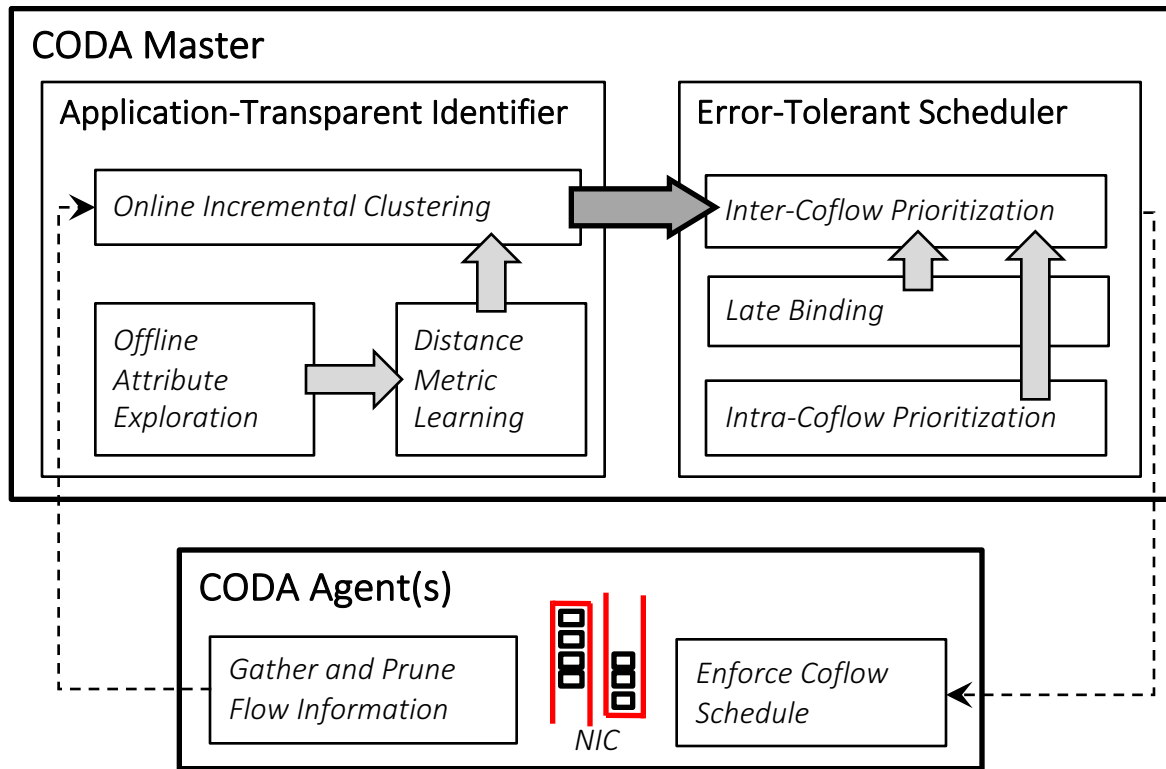 CODA Master
Application-Transparent Identifier
Online Incremental Clustering
Offline
Attribute
Exploration
Distance
Metric
Learning
Error-Tolerant Scheduler
Inter-Coflow Prioritization
Late Binding
Intra-Coflow Prioritization
CODA Agent(s)
Gather and Prune
Flow Information
NIC
Enforce Coflow
Schedule